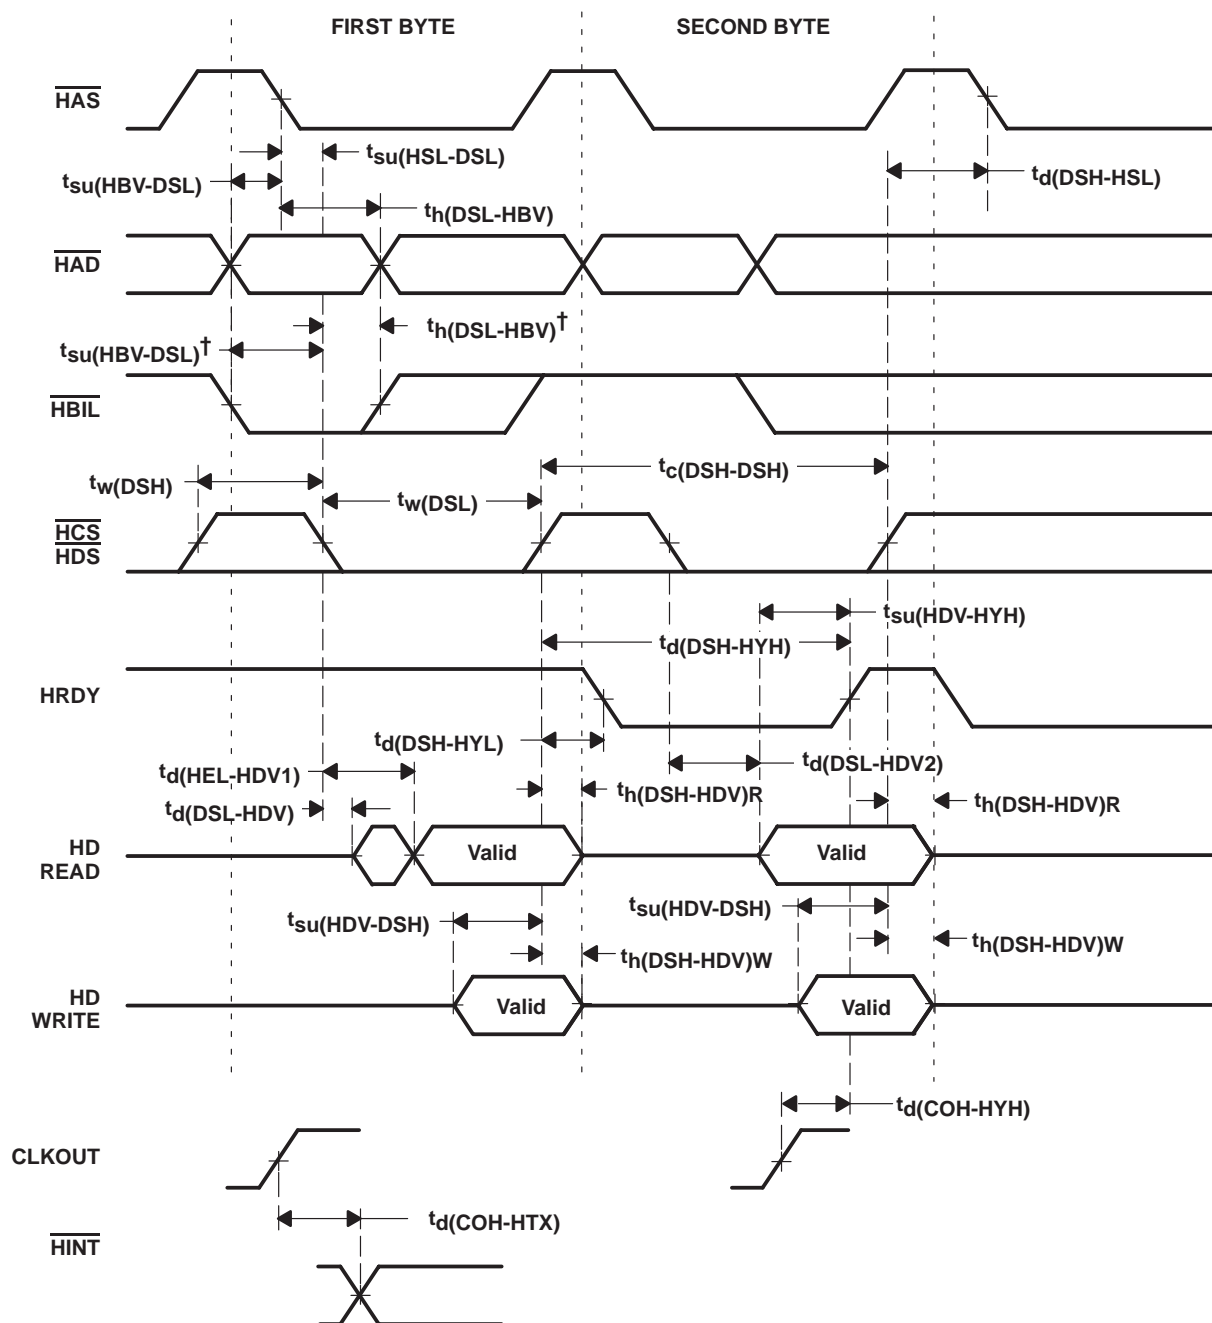 FIRST BYTE
SECOND BYTE
HAS
tsu(HSL-DSL)
tsu(HBV-DSL)
td(DSH-HSL)
th(DSL-HBV)
HAD
th(DSL-HBV)†
tsu(HBV-DSL)†
HBIL
tc(DSH-DSH)
tw(DSH)
tw(DSL)
HCS
HDS
tsu(HDV-HYH)
td(DSH-HYH)
HRDY
td(DSH-HYL)
td(DSL-HDV2)
td(HEL-HDV1)
th(DSH-HDV)R
th(DSH-HDV)R
td(DSL-HDV)
HD
READ
Valid
Valid
tsu(HDV-DSH)
tsu(HDV-DSH)
th(DSH-HDV)W
th(DSH-HDV)W
HD
WRITE
Valid
Valid
td(COH-HYH)
CLKOUT
td(COH-HTX)
HINT